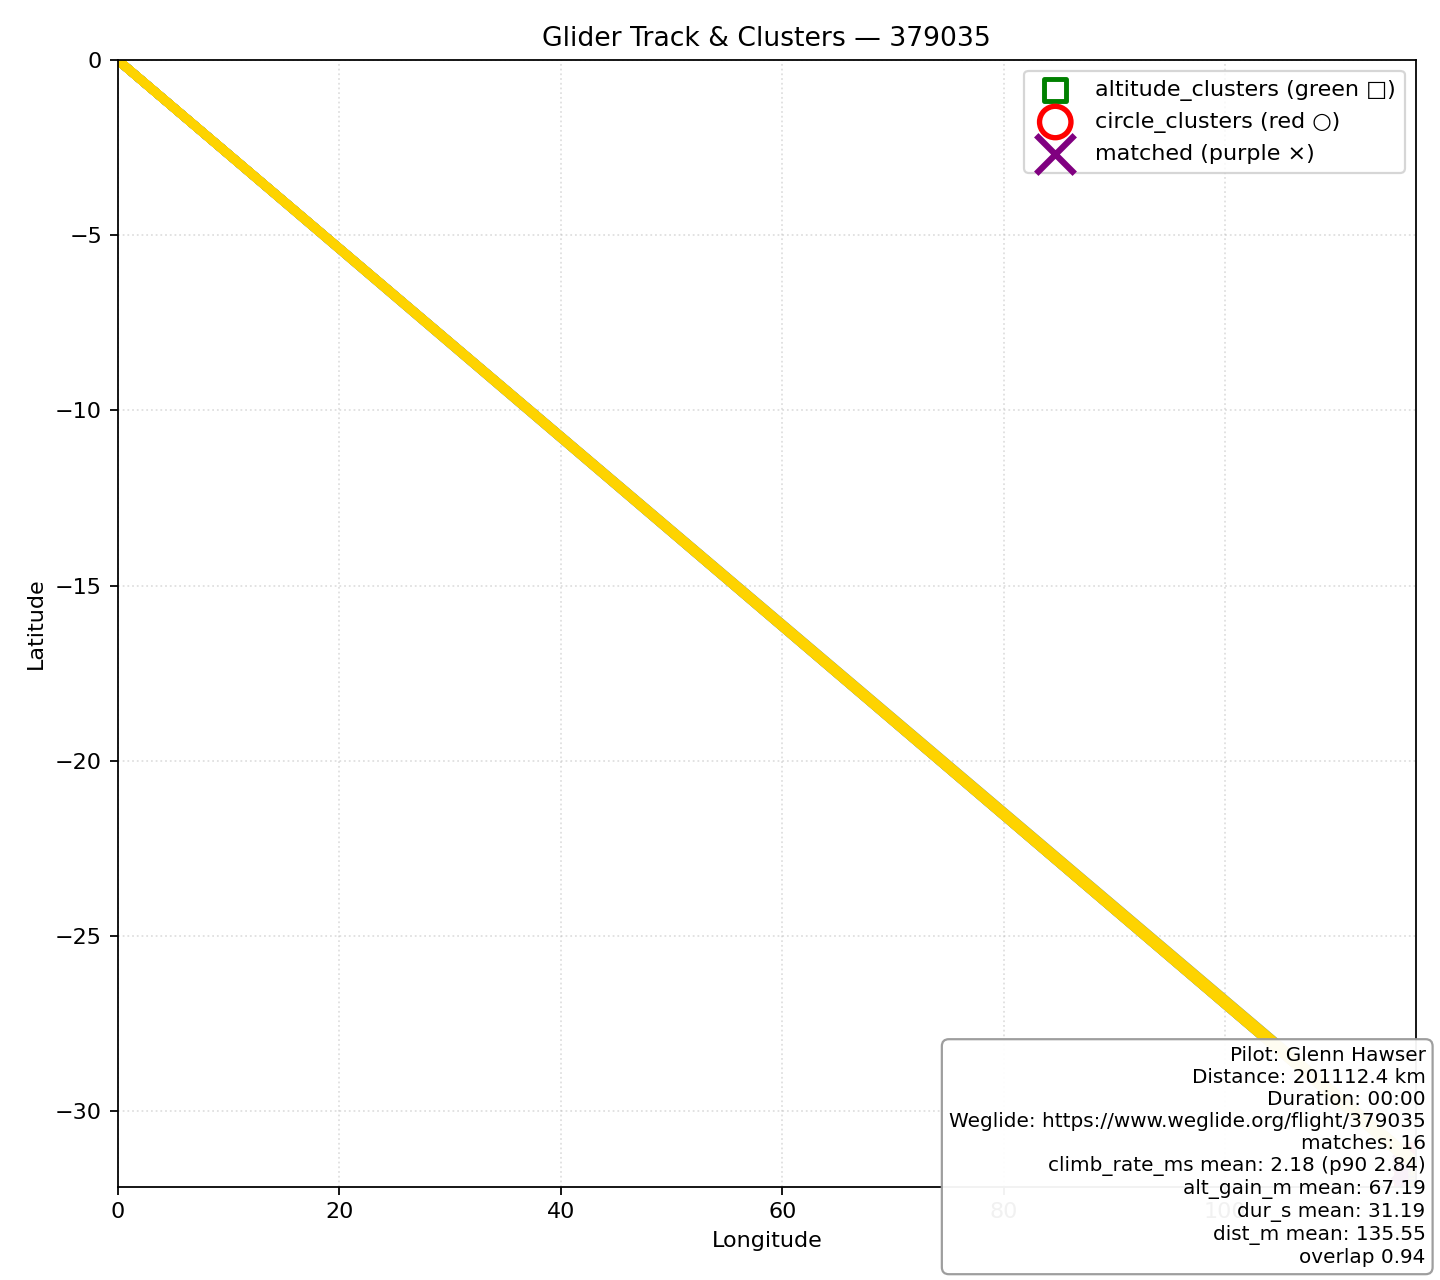 Glider Track & Clusters — 379035
altitude_clusters (green □)
circle_clusters (red ○)
matched (purple ×)
0
−5
−10
−15
−20
−25
−30
Latitude
0
20
40
60
80
100
Longitude
Pilot: Glenn Hawser
Distance: 201112.4 km
Duration: 00:00
Weglide: https://www.weglide.org/flight/379035
matches: 16
climb_rate_ms mean: 2.18 (p90 2.84)
alt_gain_m mean: 67.19
dur_s mean: 31.19
dist_m mean: 135.55
overlap 0.94